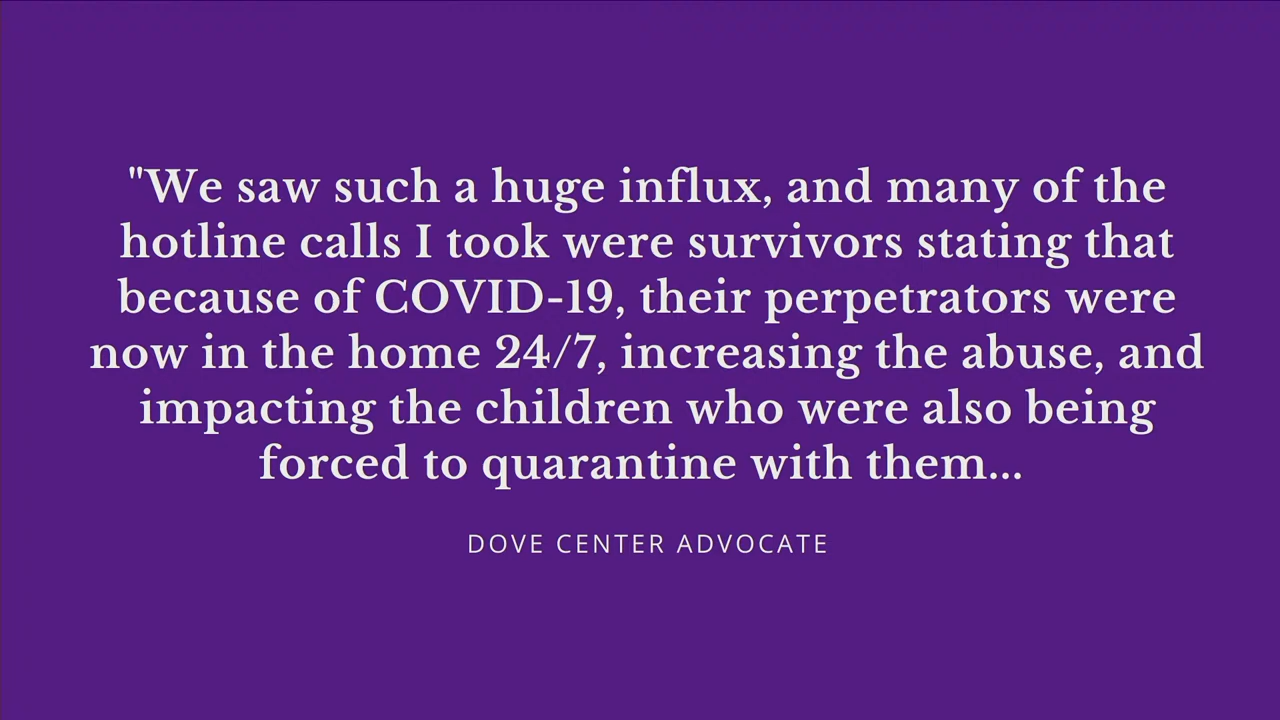 "We saw such a huge influx, and many of the
hotline calls I took were survivors stating that
because of COVID-19, their perpetrators were
now in the home 24/7, increasing the abuse, and
impacting the children who were also being
forced to quarantine with them...
DOVE CENTER ADVOCATE